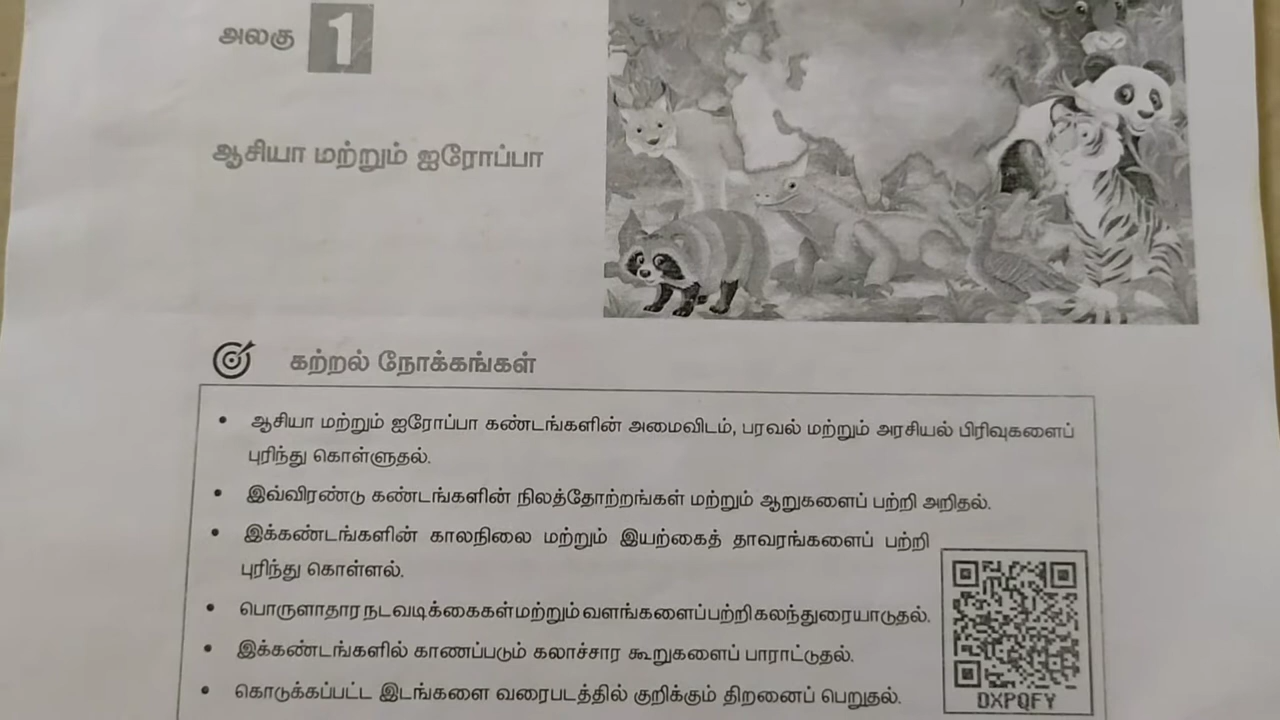 அலகு 1
ஆசியா மற்றும் ஐரோப்பா
கற்றல் நோக்கங்கள்
• ஆசியா மற்றும் ஐரோப்பா கண்டங்களின் அமைவிடம், பரவல் மற்றும் அரசியல் பிரிவுகளைப்
புரிந்து கொள்ளுதல்.
• இவ்விரண்டு கண்டங்களின் நிலத்தோற்றங்கள் மற்றும் ஆறுகளைப் பற்றி அறிதல்.
• இக்கண்டங்களின் காலநிலை மற்றும் இயற்கைத் தாவரங்களைப் பற்றி
புரிந்து கொள்ளல்.
• பொருளாதார நடவடிக்கைகள் மற்றும் வளங்களைப்பற்றி கலந்துரையாடுதல்.
• இக்கண்டங்களில் காணப்படும் கலாச்சார கூறுகளைப் பாராட்டுதல்.
• கொடுக்கப்பட்ட இடங்களை வரைபடத்தில் குறிக்கும் திறனைப் பெறுதல்.
DXPQFY